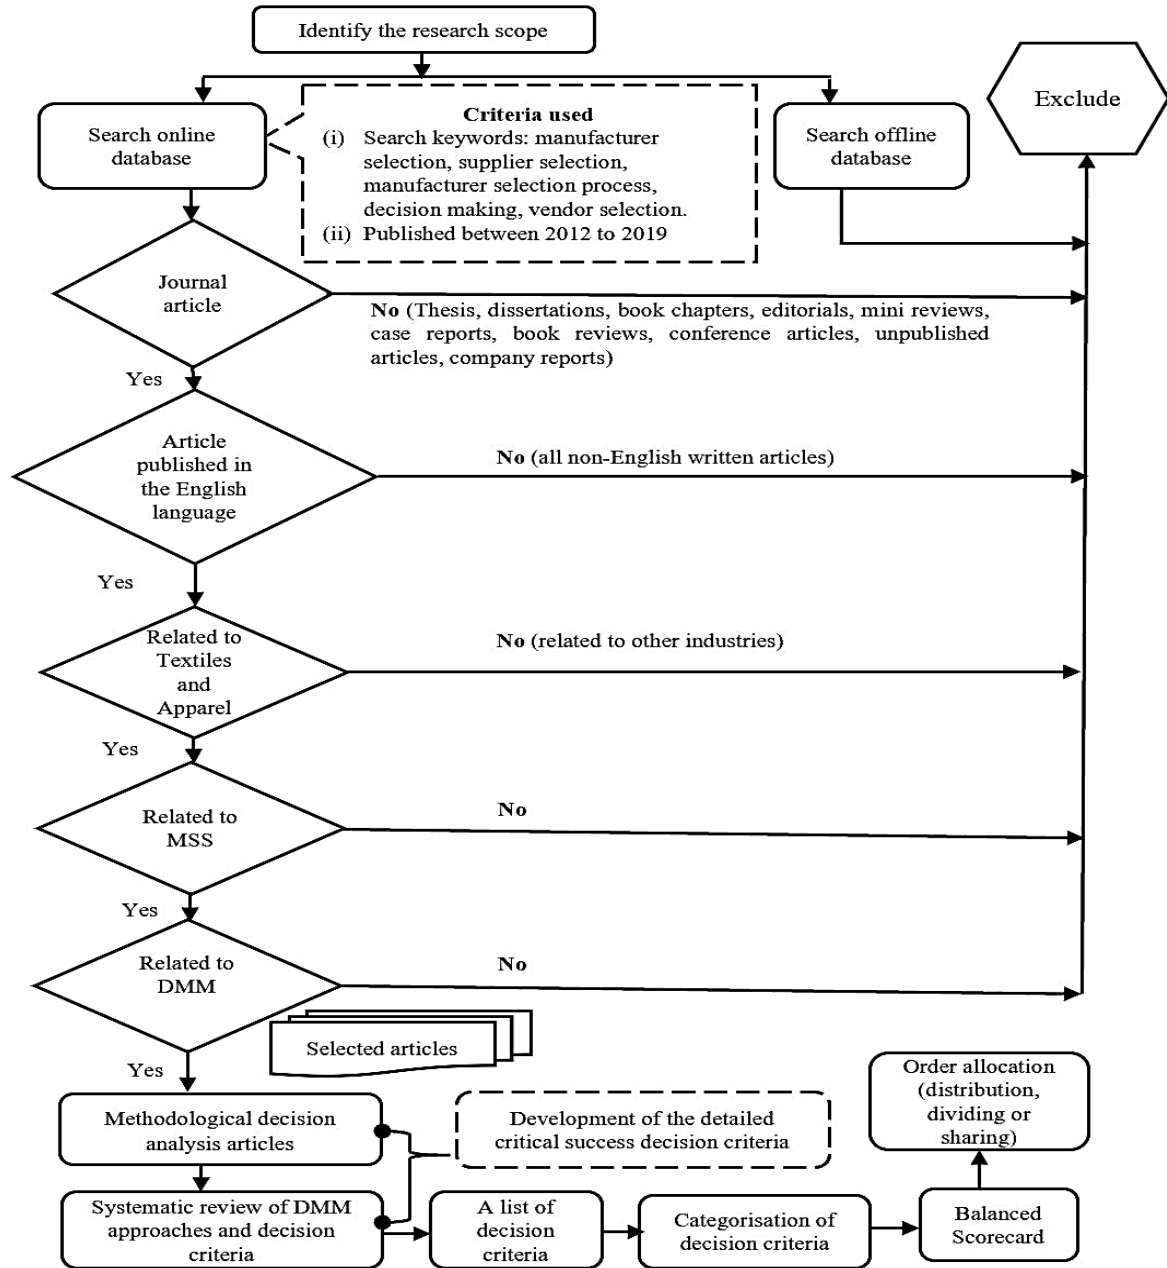 Identify the research scope
Exclude
Search online
database
Criteria used
(i) Search keywords: manufacturer
selection, supplier selection,
manufacturer selection process,
decision making, vendor selection.
(ii) Published between 2012 to 2019
Search offline
database
Journal
article
No (Thesis, dissertations, book chapters, editorials, mini reviews,
case reports, book reviews, conference articles, unpublished
articles, company reports)
Yes
Article
published in
the English
language
No (all non-English written articles)
Yes
Related to
Textiles
and
Apparel
No (related to other industries)
Yes
Related to
MSS
No
Yes
Related to
DMM
No
Selected articles
Yes
Methodological decision
analysis articles
Development of the detailed
critical success decision criteria
Order allocation
(distribution,
dividing or
sharing)
Systematic review of DMM
approaches and decision
criteria
A list of
decision
criteria
Categorisation of
decision criteria
Balanced
Scorecard